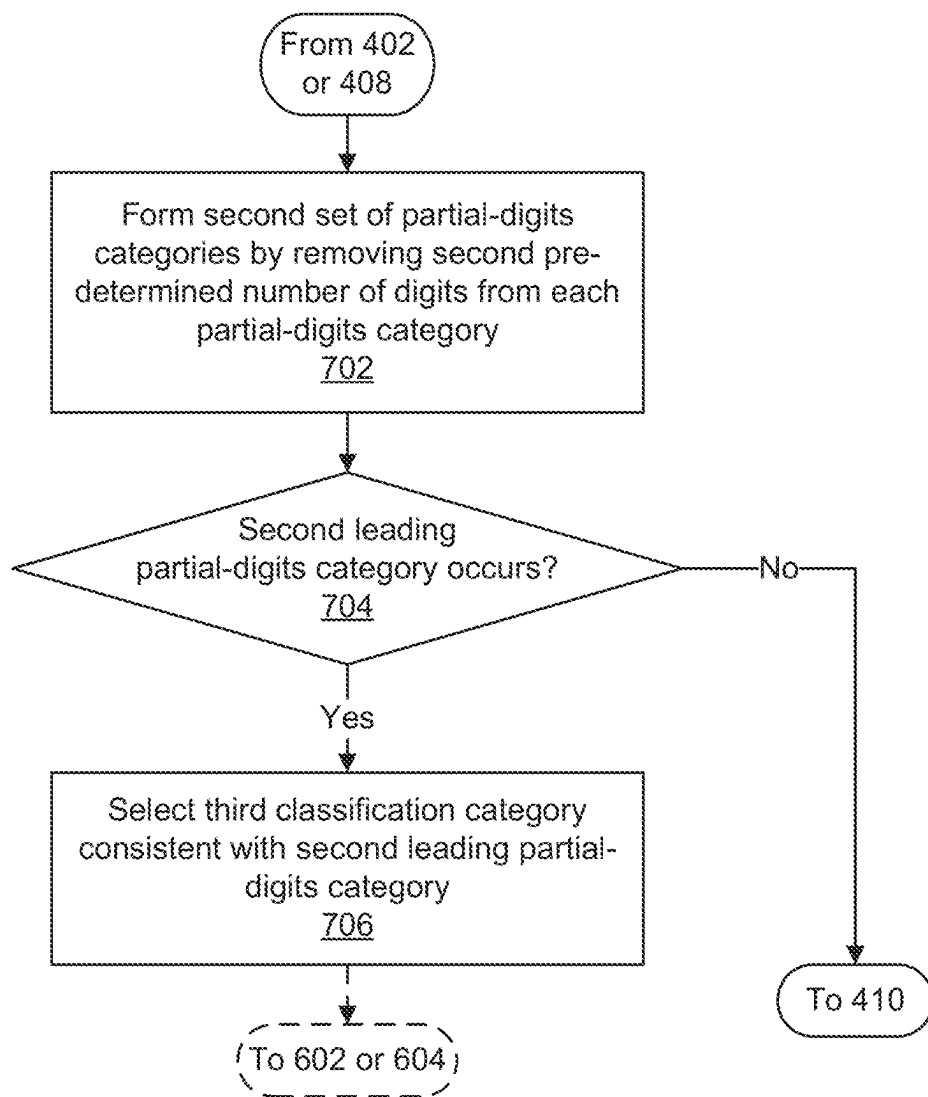 From 402
or 408
Form second set of partial-digits
categories by removing second pre-
determined number of digits from each
partial-digits category
702
Second leading
partial-digits category occurs?
704
No
Yes
Select third classification category
consistent with second leading partial-
digits category
706
To 410
To 602 or 604